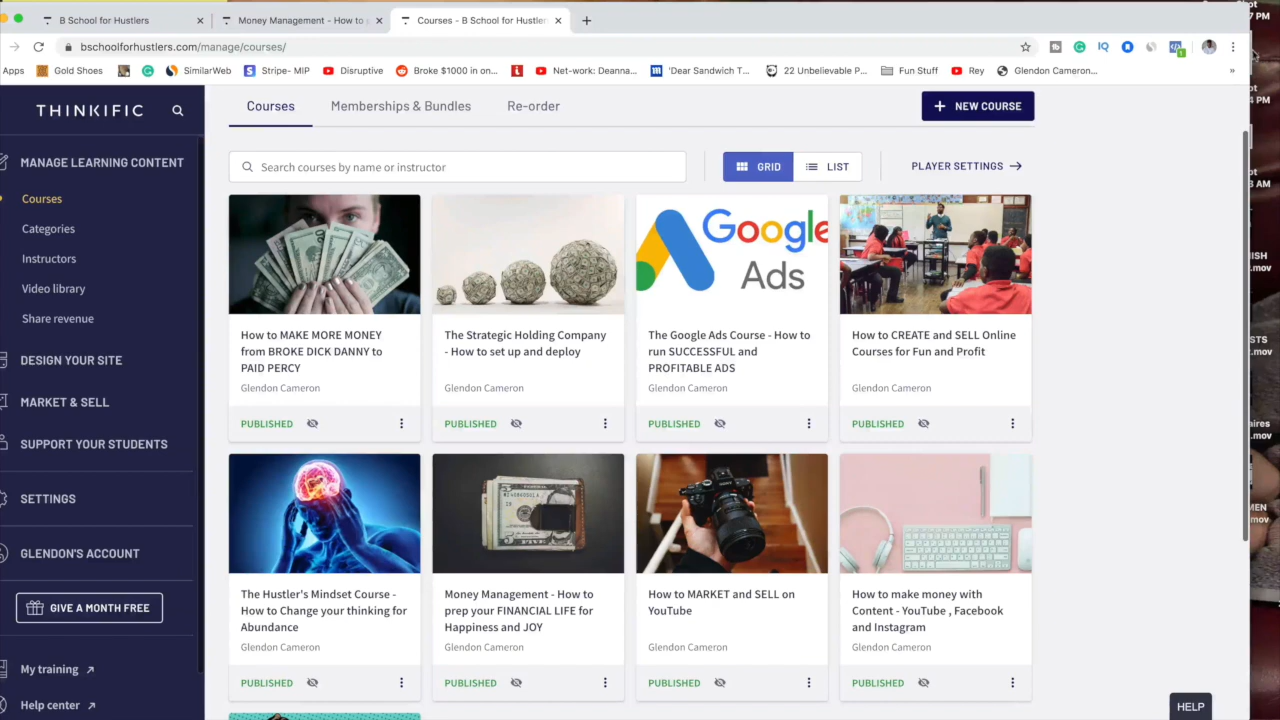 B School for Hustlers
Money Management - How to
Courses - B School for Hustler
bschoolforhustlers.com/manage/courses/
Apps
Gold Shoes
SimilarWeb
Stripe- MIP
Disruptive
Broke $1000 in on...
Net-work: Deanna...
'Dear Sandwich T...
22 Unbelievable P...
Fun Stuff
Rey
Glendon Cameron...
THINKIFIC
MANAGE LEARNING CONTENT
Courses
Categories
Instructors
Video library
Share revenue
DESIGN YOUR SITE
MARKET & SELL
SUPPORT YOUR STUDENTS
SETTINGS
GLENDON'S ACCOUNT
GIVE A MONTH FREE
My training
Help center
Courses
Memberships & Bundles
Re-order
+ NEW COURSE
Search courses by name or instructor
GRID
LIST
PLAYER SETTINGS →
Google
Ads
How to MAKE MORE MONEY
from BROKE DICK DANNY to
PAID PERCY
Glendon Cameron
PUBLISHED
The Strategic Holding Company
- How to set up and deploy
Glendon Cameron
PUBLISHED
The Google Ads Course - How to
run SUCCESSFUL and
PROFITABLE ADS
Glendon Cameron
PUBLISHED
How to CREATE and SELL Online
Courses for Fun and Profit
Glendon Cameron
PUBLISHED
The Hustler's Mindset Course -
How to Change your thinking for
Abundance
Glendon Cameron
PUBLISHED
Money Management - How to
prep your FINANCIAL LIFE for
Happiness and JOY
Glendon Cameron
PUBLISHED
How to MARKET and SELL on
YouTube
Glendon Cameron
PUBLISHED
How to make money with
Content - YouTube , Facebook
and Instagram
Glendon Cameron
PUBLISHED
HELP